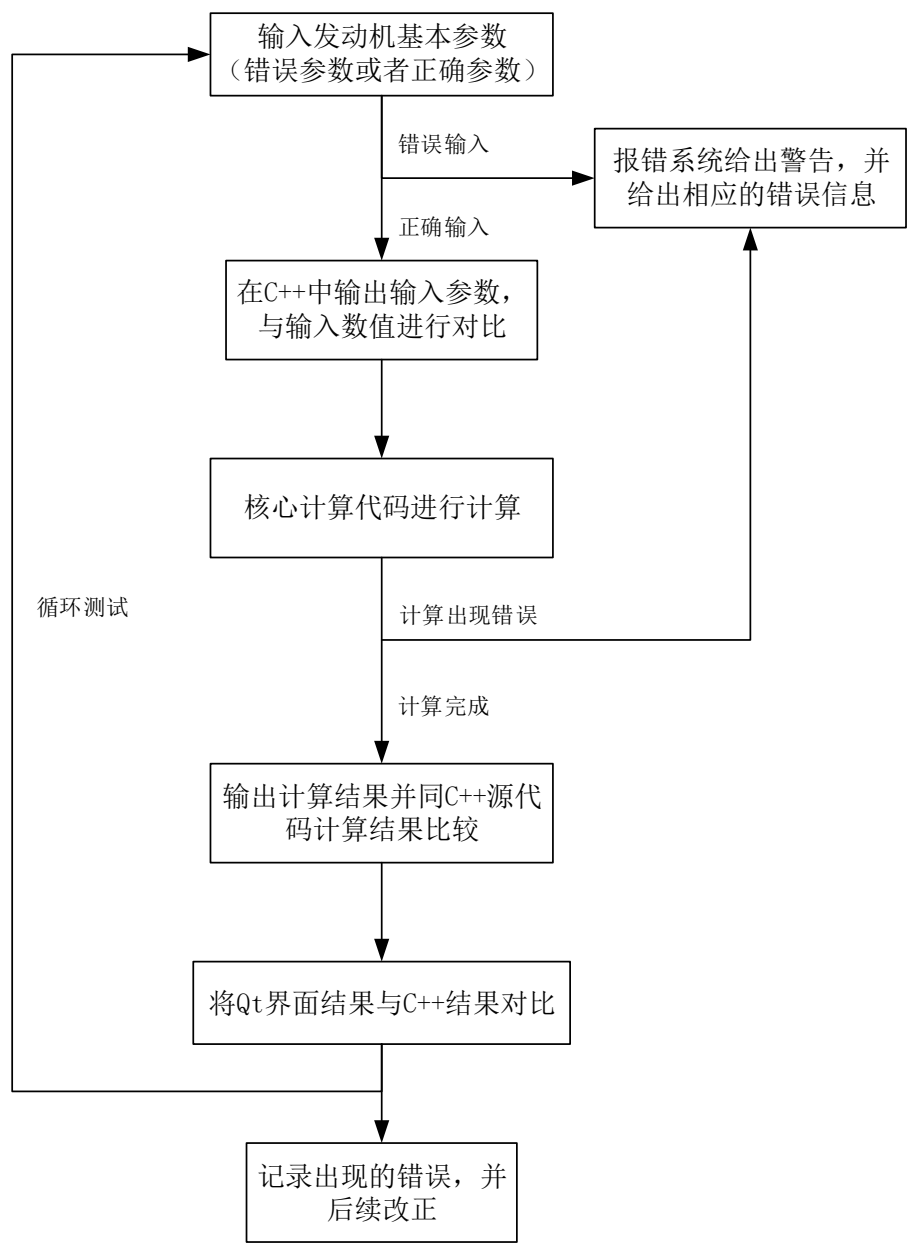 输入发动机基本参数
（错误参数或者正确参数）
错误输入
报错系统给出警告，并
给出相应的错误信息
正确输入
在C++中输出输入参数，
与输入数值进行对比
核心计算代码进行计算
循环测试
计算出现错误
计算完成
输出计算结果并同C++源代
码计算结果比较
将Qt界面结果与C++结果对比
记录出现的错误，并
后续改正